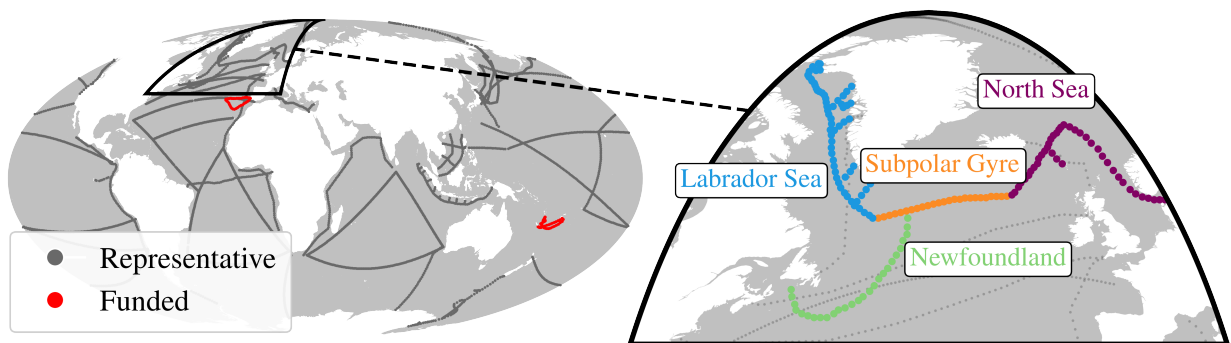 North Sea
Subpolar Gyre
Labrador Sea
Newfoundland
Representative
Funded